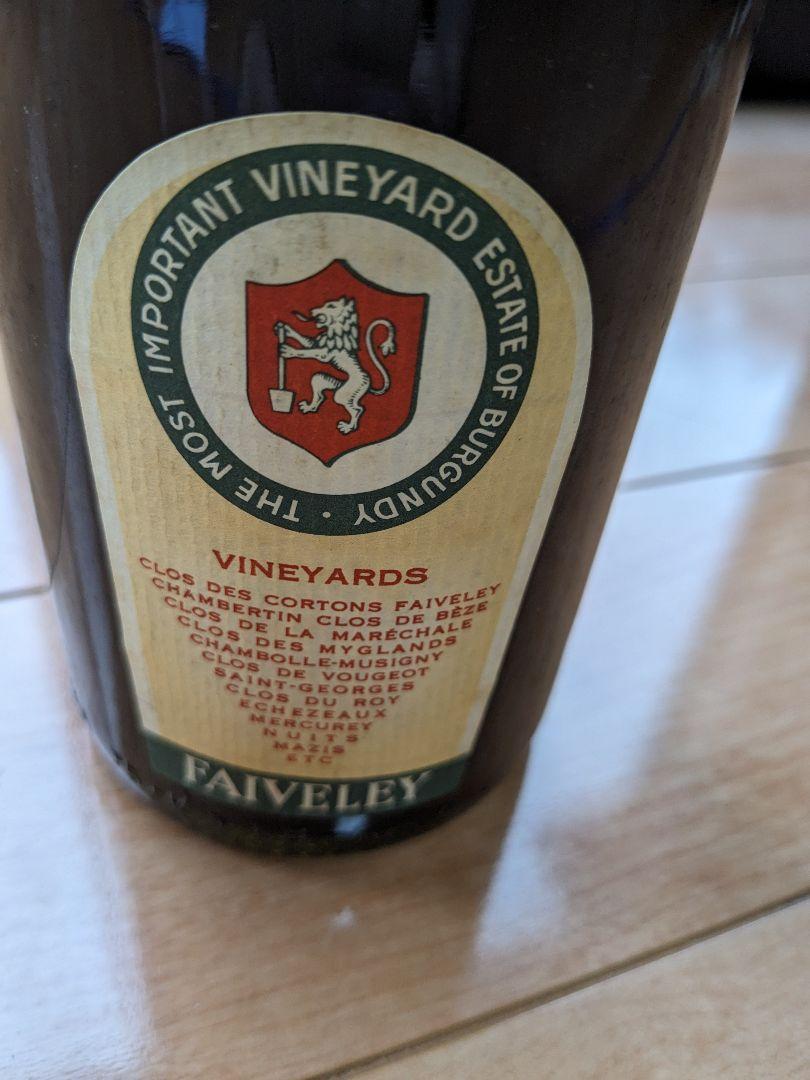 THE MOST IMPORTANT VINEYARD ESTATE OF BURGUNDY ·
VINEYARDS
CLOS DES CORTONS FAIVELEY
CHAMBERTIN CLOS DE BÈZE
CLOS DE LA MARÉCHALE
CLOS DES MYGLANDS
CHAMBOLLE-MUSIGNY
CLOS DE VOUGEOT
SAINT-GEORGES
CLOS DU ROY
ECHEZEAUX
MERCUREY
NUITS
MAZIS
ETC
FAIVELEY